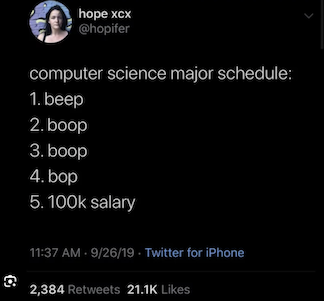 hope xcx
@hopifer
computer science major schedule:
1. beep
2. boop
3. boop
4. bop
5. 100k salary
11:37 AM · 9/26/19 · Twitter for iPhone
2,384 Retweets 21.1K Likes